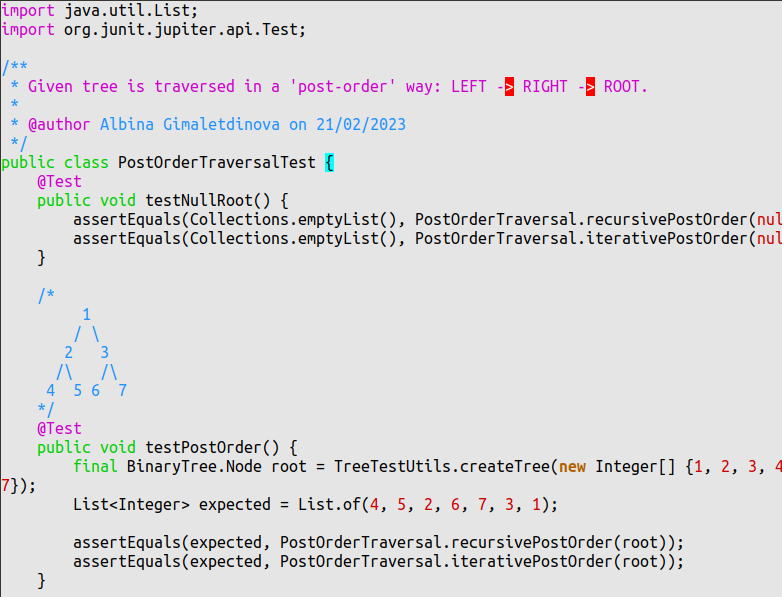 import java.util.List;
import org.junit.jupiter.api.Test;

/**
 * Given tree is traversed in a 'post-order' way: LEFT -> RIGHT -> ROOT.
 *
 * @author Albina Gimaletdinova on 21/02/2023
 */
public class PostOrderTraversalTest {
    @Test
    public void testNullRoot() {
        assertEquals(Collections.emptyList(), PostOrderTraversal.recursivePostOrder(nul
        assertEquals(Collections.emptyList(), PostOrderTraversal.iterativePostOrder(nul
    }

    /*
         1
        / \
       2   3
      /\   /\
     4  5 6  7
    */
    @Test
    public void testPostOrder() {
        final BinaryTree.Node root = TreeTestUtils.createTree(new Integer[] {1, 2, 3, 4
7});
        List<Integer> expected = List.of(4, 5, 2, 6, 7, 3, 1);

        assertEquals(expected, PostOrderTraversal.recursivePostOrder(root));
        assertEquals(expected, PostOrderTraversal.iterativePostOrder(root));
    }